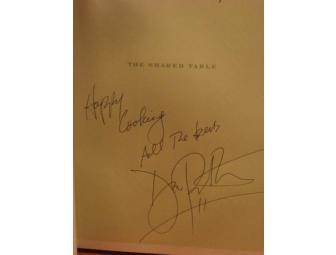 THE SHARED TABLE
Happy
Cooking
All The best